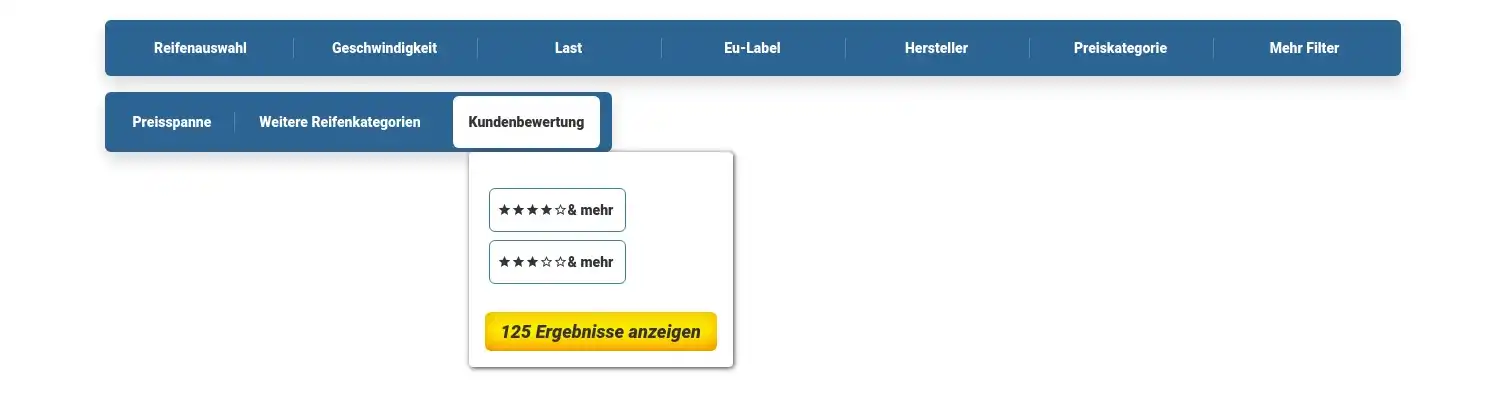 Reifenauswahl Geschwindigkeit Last Eu-Label Hersteller Preiskategorie Mehr Filter
Preisspanne Weitere Reifenkategorien Kundenbewertung
★★★★☆& mehr
★★★☆☆& mehr
125 Ergebnisse anzeigen